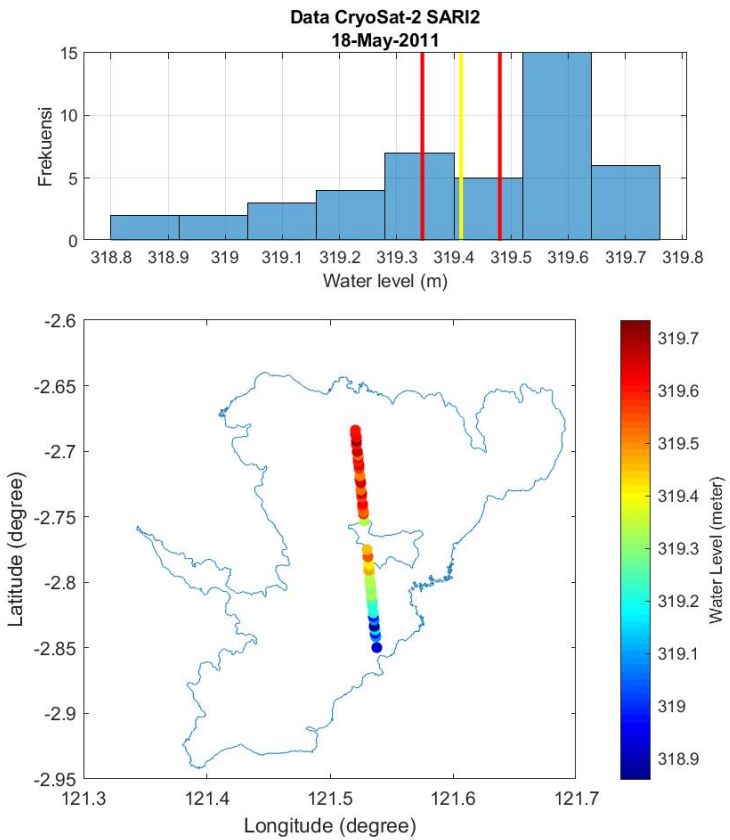 Data CryoSat-2 SARI2
18-May-2011
15
10
5
0
Frekuensi
318.8 318.9 319 319.1 319.2 319.3 319.4 319.5 319.6 319.7 319.8
Water level (m)
-2.6
-2.65
-2.7
-2.75
-2.8
-2.85
-2.9
-2.95
Latitude (degree)
121.3 121.4 121.5 121.6 121.7
Longitude (degree)
319.7
319.6
319.5
319.4
319.3
319.2
319.1
319
318.9
Water Level (meter)